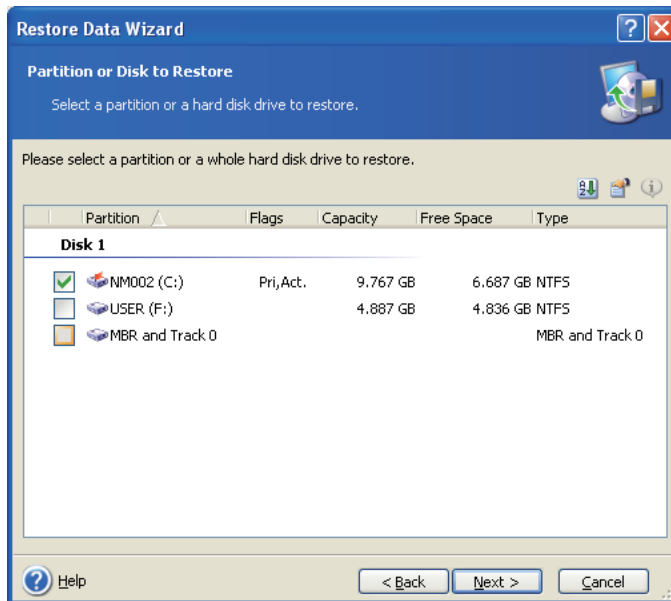 Restore Data Wizard
Partition or Disk to Restore
Select a partition or a hard disk drive to restore.
Please select a partition or a whole hard disk drive to restore.
Partition Flags Capacity Free Space Type
Disk 1
NM002 (C:) Pri,Act. 9.767 GB 6.687 GB NTFS
USER (F:) 4.887 GB 4.836 GB NTFS
MBR and Track 0 MBR and Track 0
Help < Back Next > Cancel